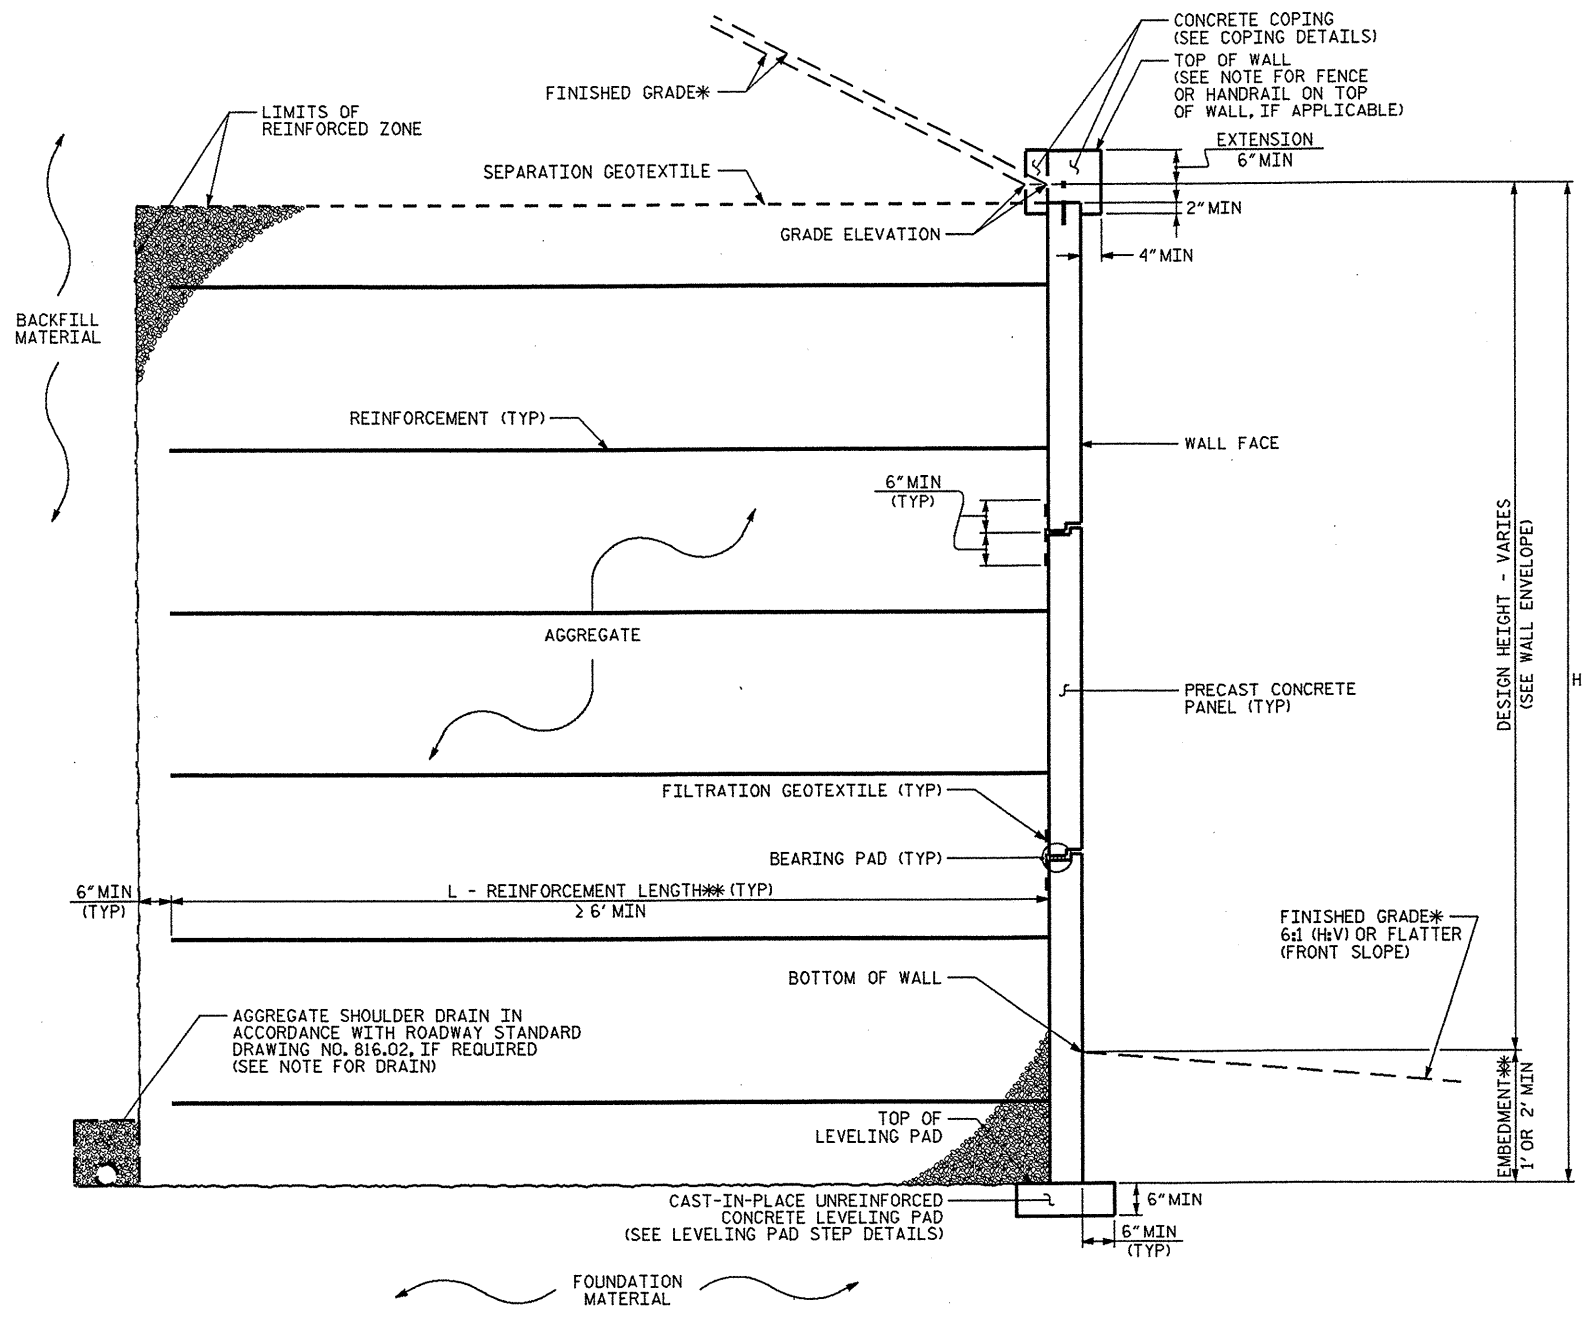 CONCRETE COPING
(SEE COPING DETAILS)
TOP OF WALL
(SEE NOTE FOR FENCE
OR HANDRAIL ON TOP
OF WALL, IF APPLICABLE)
FINISHED GRADE*
LIMITS OF
REINFORCED ZONE
EXTENSION
6" MIN
SEPARATION GEOTEXTILE
2" MIN
GRADE ELEVATION
4" MIN
BACKFILL
MATERIAL
REINFORCEMENT (TYP)
WALL FACE
6" MIN
(TYP)
DESIGN HEIGHT - VARIES
(SEE WALL ENVELOPE)
H
AGGREGATE
PRECAST CONCRETE
PANEL (TYP)
FILTRATION GEOTEXTILE (TYP)
BEARING PAD (TYP)
6" MIN
(TYP)
L - REINFORCEMENT LENGTH** (TYP)
≥ 6' MIN
FINISHED GRADE*
6:1 (H:V) OR FLATTER
(FRONT SLOPE)
BOTTOM OF WALL
AGGREGATE SHOULDER DRAIN IN
ACCORDANCE WITH ROADWAY STANDARD
DRAWING NO. 816.02, IF REQUIRED
(SEE NOTE FOR DRAIN)
EMBEDMENT**
1' OR 2' MIN
TOP OF
LEVELING PAD
CAST-IN-PLACE UNREINFORCED
CONCRETE LEVELING PAD
(SEE LEVELING PAD STEP DETAILS)
6" MIN
6" MIN
(TYP)
FOUNDATION
MATERIAL